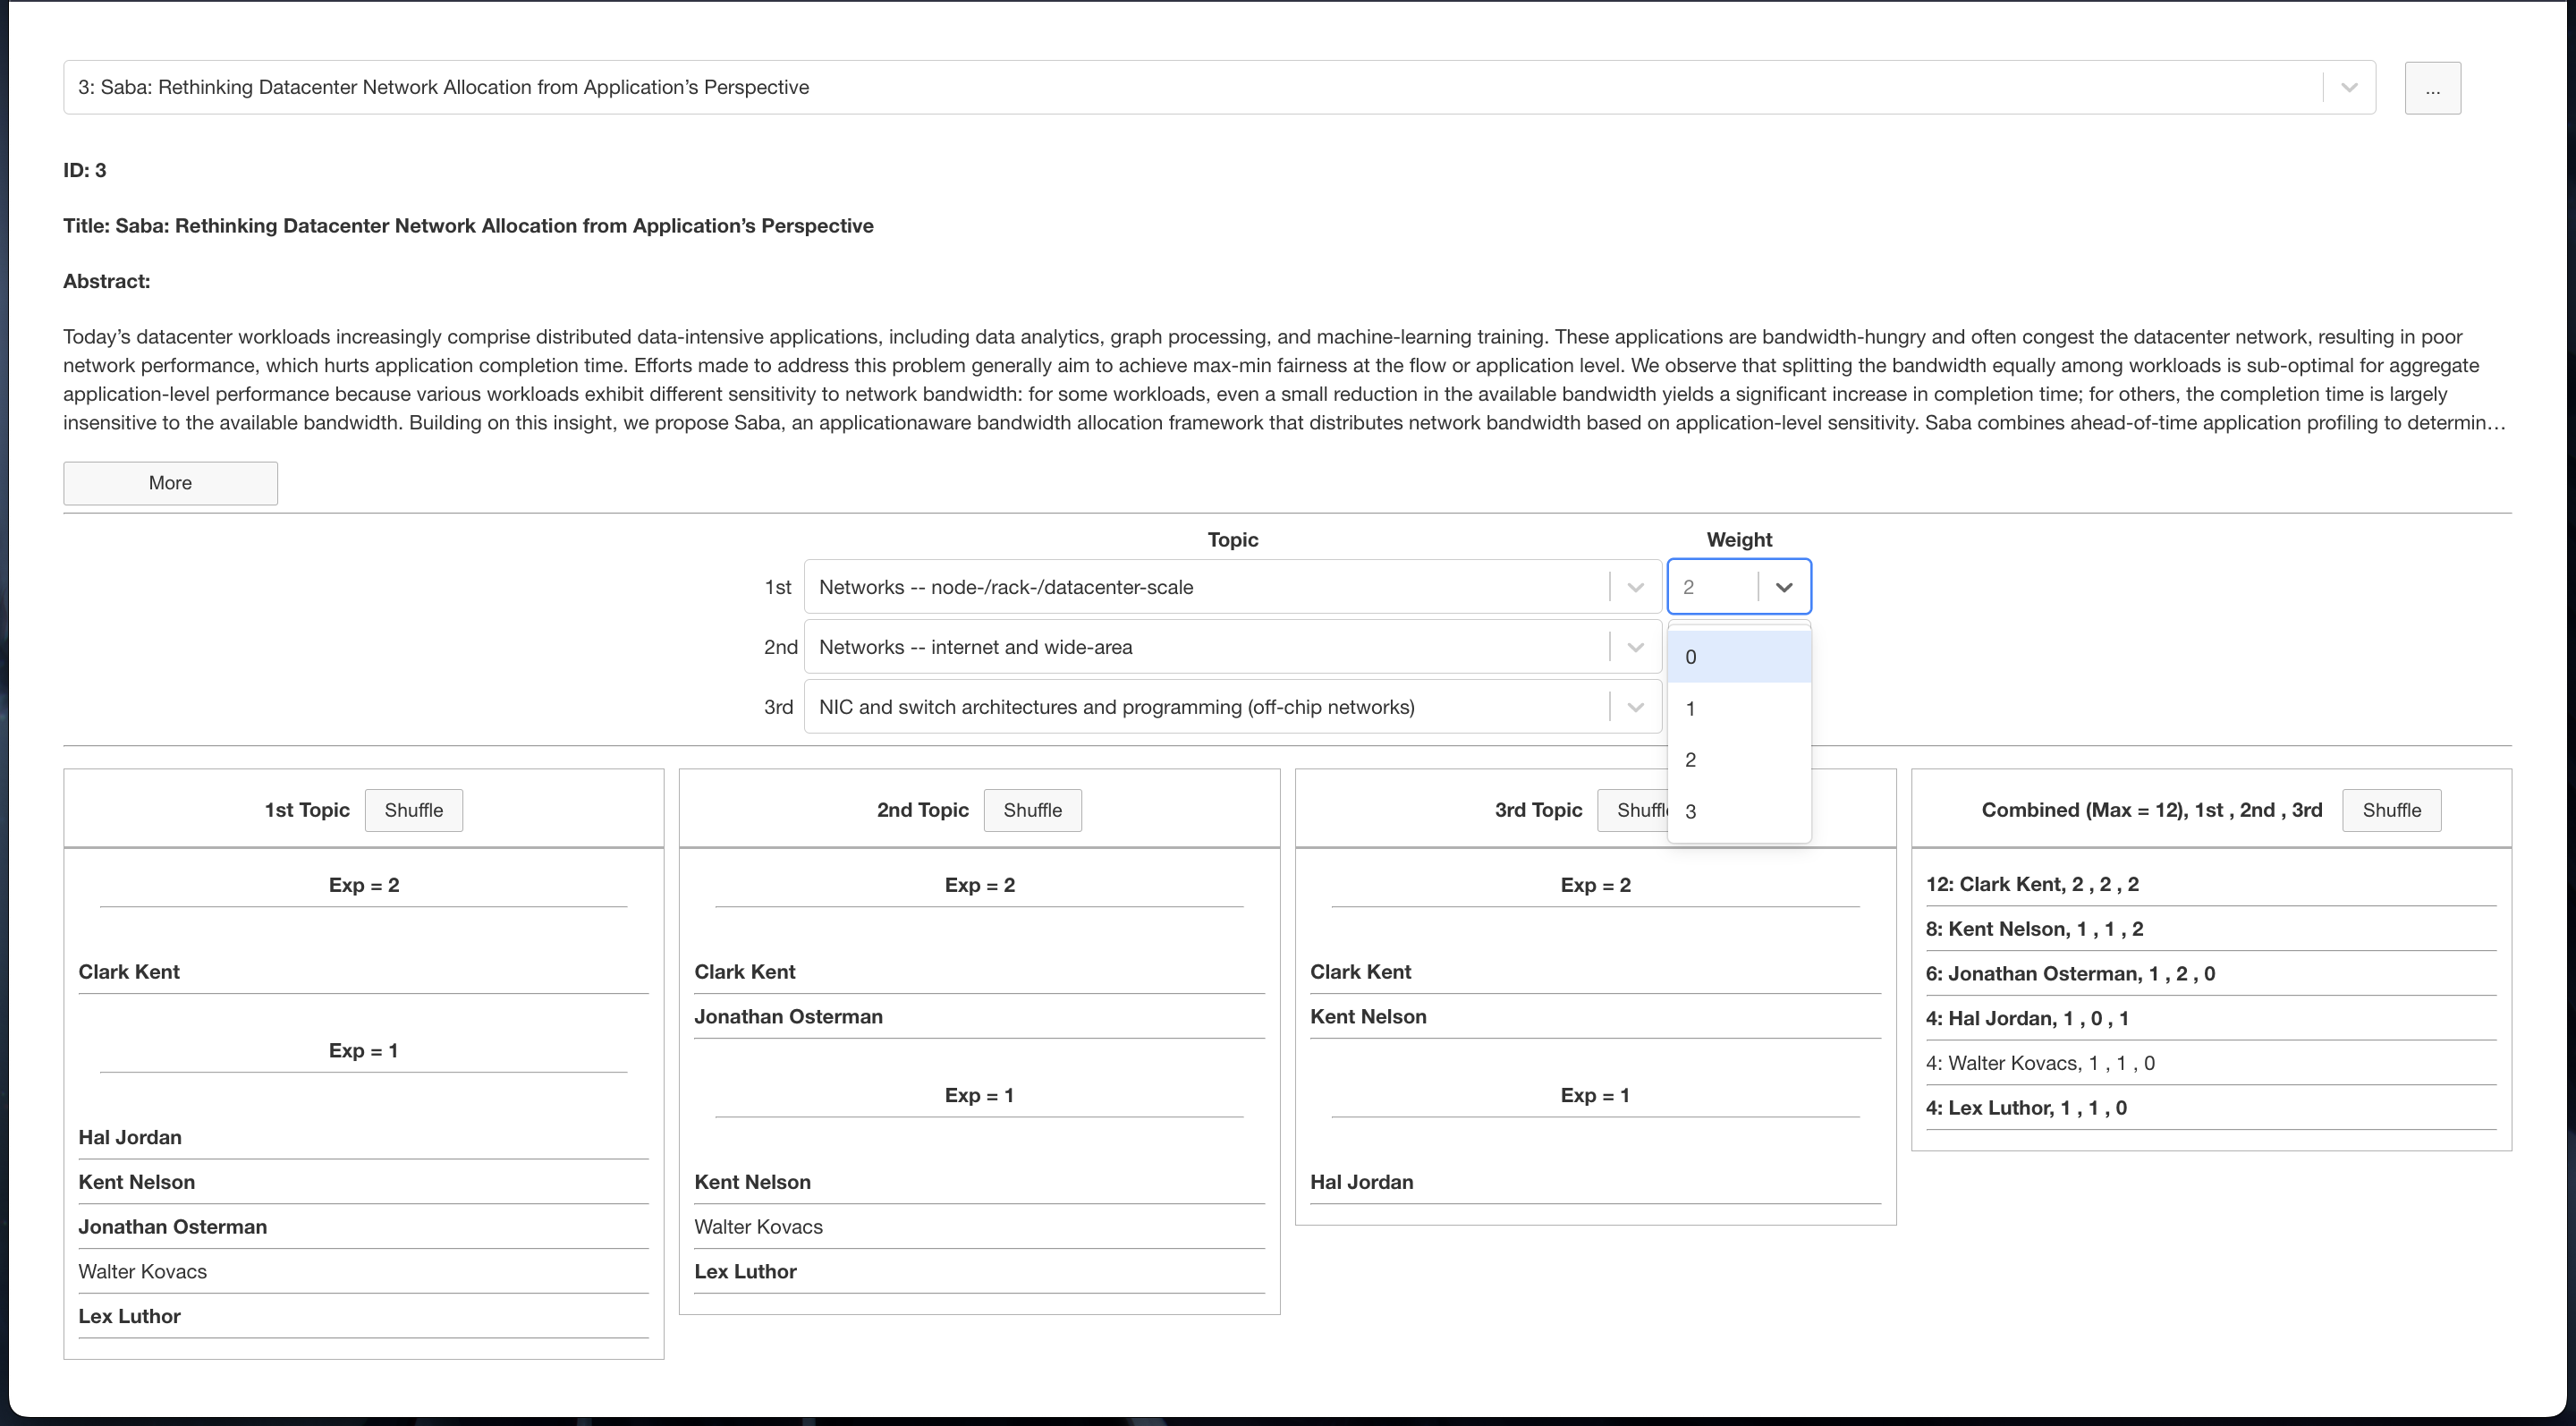 3: Saba: Rethinking Datacenter Network Allocation from Application’s Perspective
...
ID: 3
Title: Saba: Rethinking Datacenter Network Allocation from Application’s Perspective
Abstract:
Today’s datacenter workloads increasingly comprise distributed data-intensive applications, including data analytics, graph processing, and machine-learning training. These applications are bandwidth-hungry and often congest the datacenter network, resulting in poor
network performance, which hurts application completion time. Efforts made to address this problem generally aim to achieve max-min fairness at the flow or application level. We observe that splitting the bandwidth equally among workloads is sub-optimal for aggregate
application-level performance because various workloads exhibit different sensitivity to network bandwidth: for some workloads, even a small reduction in the available bandwidth yields a significant increase in completion time; for others, the completion time is largely
insensitive to the available bandwidth. Building on this insight, we propose Saba, an applicationaware bandwidth allocation framework that distributes network bandwidth based on application-level sensitivity. Saba combines ahead-of-time application profiling to determin…
More
Topic Weight
1st Networks -- node-/rack-/datacenter-scale 2
2nd Networks -- internet and wide-area
3rd NIC and switch architectures and programming (off-chip networks)
0
1
2
3
1st Topic Shuffle
Exp = 2
Clark Kent
Exp = 1
Hal Jordan
Kent Nelson
Jonathan Osterman
Walter Kovacs
Lex Luthor
2nd Topic Shuffle
Exp = 2
Clark Kent
Jonathan Osterman
Exp = 1
Kent Nelson
Walter Kovacs
Lex Luthor
3rd Topic Shuffl
Exp = 2
Clark Kent
Kent Nelson
Exp = 1
Hal Jordan
Combined (Max = 12), 1st , 2nd , 3rd Shuffle
12: Clark Kent, 2 , 2 , 2
8: Kent Nelson, 1 , 1 , 2
6: Jonathan Osterman, 1 , 2 , 0
4: Hal Jordan, 1 , 0 , 1
4: Walter Kovacs, 1 , 1 , 0
4: Lex Luthor, 1 , 1 , 0